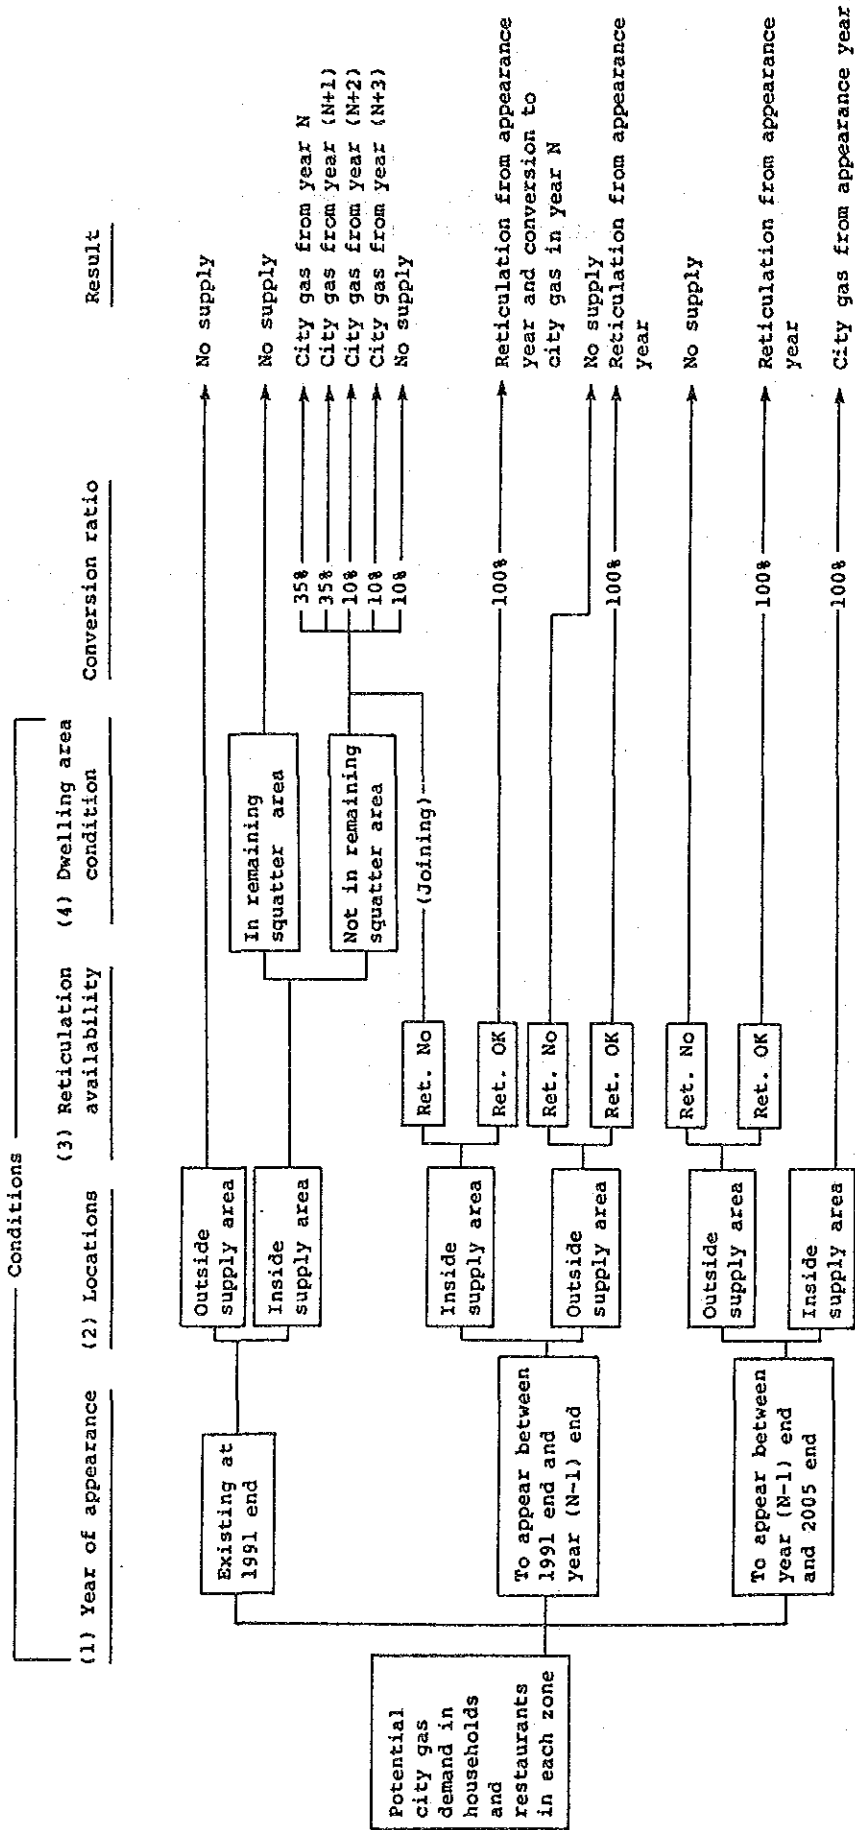 Conditions
(1) Year of appearance
(2) Locations
(3) Reticulation
availability
(4) Dwelling area
condition
Conversion ratio
Result
Potential
city gas
demand in
households
and
restaurants
in each zone
Existing at
1991 end
Outside
supply area
No supply
Inside
supply area
In remaining
squatter area
No supply
Not in remaining
squatter area
35%
City gas from year N
35%
City gas from year (N+1)
10%
City gas from year (N+2)
10%
City gas from year (N+3)
10%
No supply
To appear between
1991 end and
year (N-1) end
Inside
supply area
Ret. No
(Joining)
Ret. OK
100%
Reticulation from appearance
year and conversion to
city gas in year N
Outside
supply area
Ret. No
No supply
Ret. OK
100%
Reticulation from appearance
year
To appear between
year (N-1) end
and 2005 end
Outside
supply area
Ret. No
No supply
Ret. OK
100%
Reticulation from appearance
year
Inside
supply area
100%
City gas from appearance year